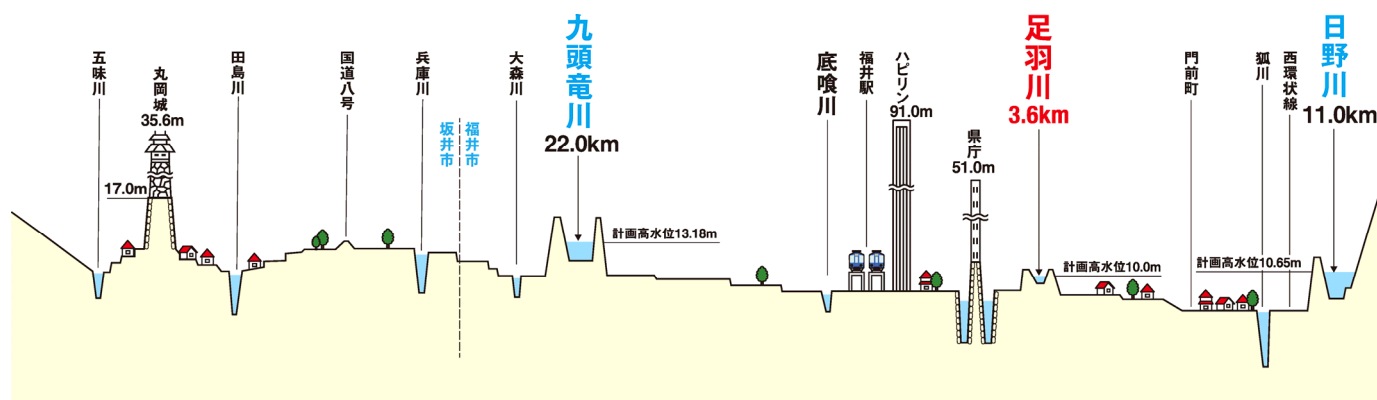 五味川
丸岡城
35.6m
17.0m
田島川
国道八号
兵庫川
坂井市
福井市
大森川
九頭竜川
22.0km
計画高水位13.18m
底喰川
福井駅
ハピリン
91.0m
県庁
51.0m
足羽川
3.6km
計画高水位10.0m
門前町
計画高水位10.65m
狐川
西環状線
日野川
11.0km